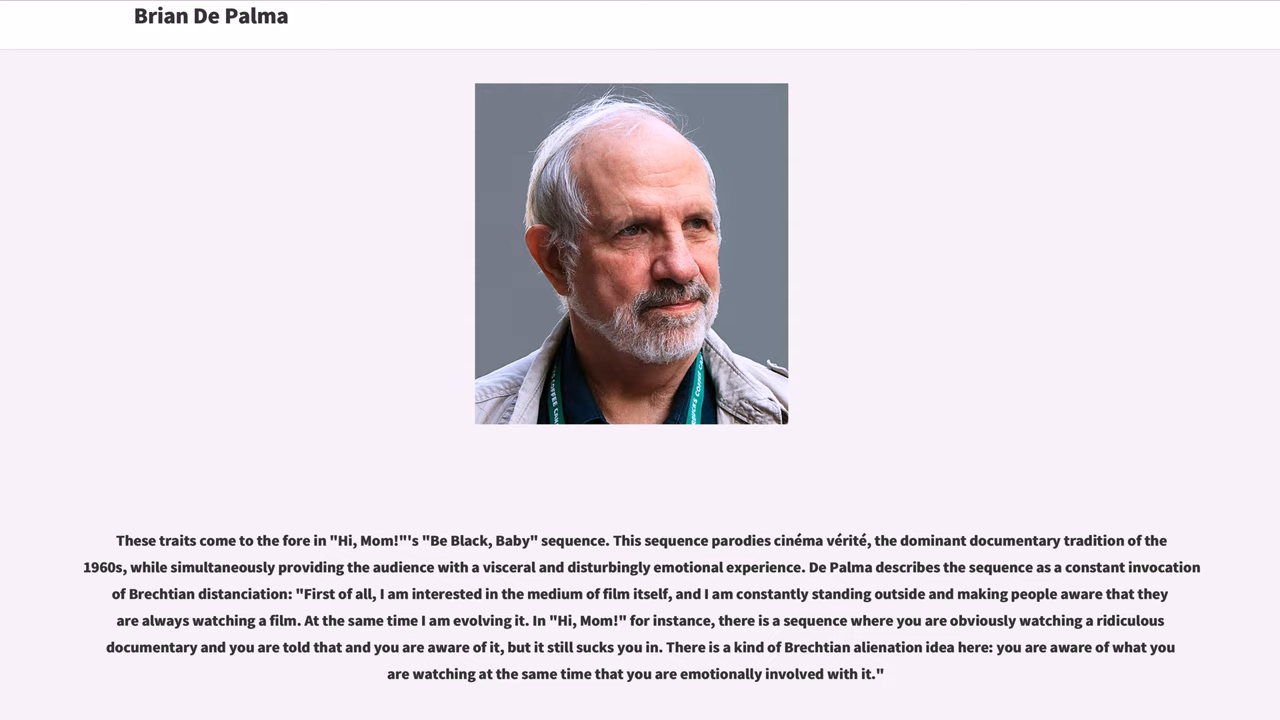 Brian De Palma
These traits come to the fore in "Hi, Mom!"'s "Be Black, Baby" sequence. This sequence parodies cinéma vérité, the dominant documentary tradition of the
1960s, while simultaneously providing the audience with a visceral and disturbingly emotional experience. De Palma describes the sequence as a constant invocation
of Brechtian distanciation: "First of all, I am interested in the medium of film itself, and I am constantly standing outside and making people aware that they
are always watching a film. At the same time I am evolving it. In "Hi, Mom!" for instance, there is a sequence where you are obviously watching a ridiculous
documentary and you are told that and you are aware of it, but it still sucks you in. There is a kind of Brechtian alienation idea here: you are aware of what you
are watching at the same time that you are emotionally involved with it."